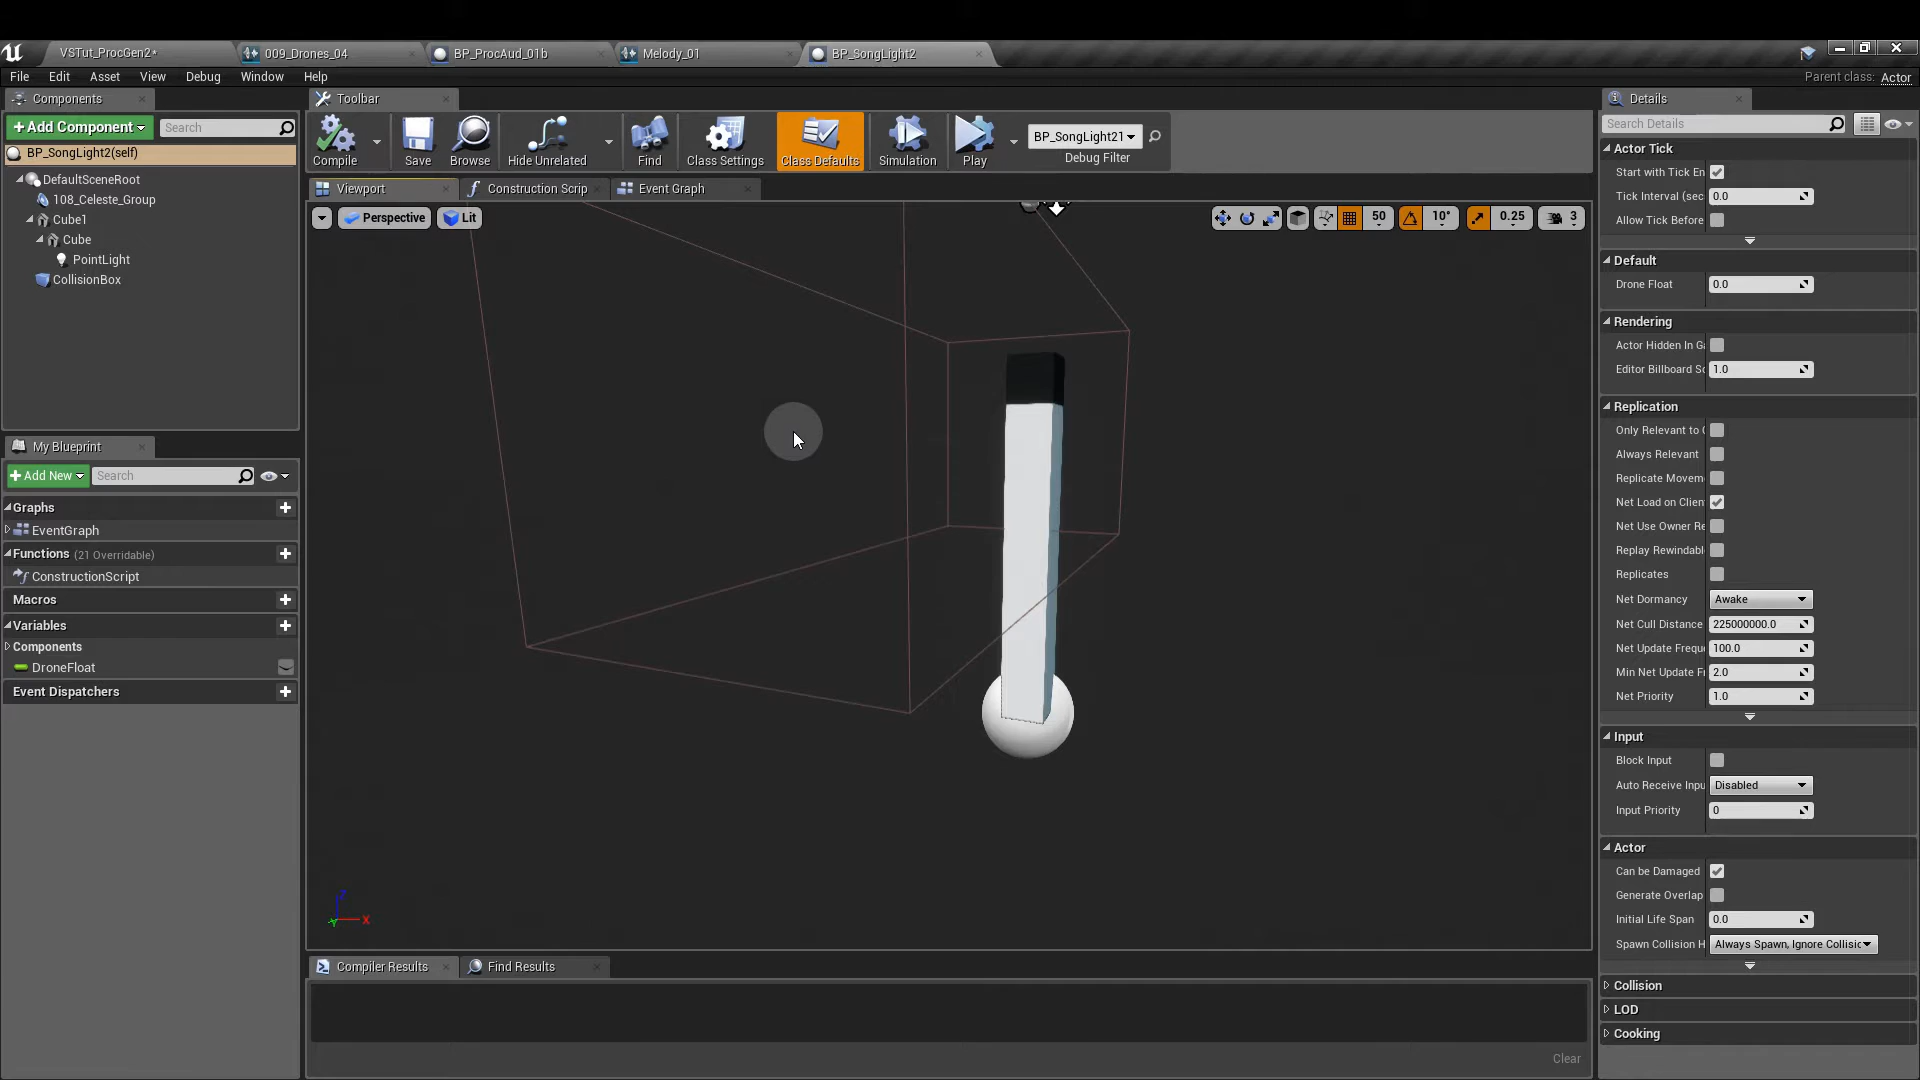 VSTut_ProcGen2*
009_Drones_04
BP_ProcAud_01b
Melody_01
BP_SongLight2
File Edit Asset View Debug Window Help
Parent class: Actor
Components
Toolbar
Details
+Add Component
Search
BP_SongLight2(self)
DefaultSceneRoot
108_Celeste_Group
Cube1
Cube
PointLight
CollisionBox
Compile
Save
Browse
Hide Unrelated
Find
Class Settings
Class Defaults
Simulation
Play
BP_SongLight21
Debug Filter
Viewport
Construction Scrip
Event Graph
Perspective
Lit
50
10°
0.25
3
X
Z
Y
My Blueprint
+Add New
Search
Graphs
EventGraph
Functions (21 Overridable)
ConstructionScript
Macros
Variables
Components
DroneFloat
Event Dispatchers
Compiler Results
Find Results
Clear
Search Details
Actor Tick
Start with Tick En
Tick Interval (sec 0.0
Allow Tick Before
Default
Drone Float 0.0
Rendering
Actor Hidden In Ga
Editor Billboard Sc 1.0
Replication
Only Relevant to O
Always Relevant
Replicate Movem
Net Load on Clien
Net Use Owner Re
Replay Rewindabl
Replicates
Net Dormancy Awake
Net Cull Distance 225000000.0
Net Update Frequ 100.0
Min Net Update Fr 2.0
Net Priority 1.0
Input
Block Input
Auto Receive Inpu Disabled
Input Priority 0
Actor
Can be Damaged
Generate Overlap
Initial Life Span 0.0
Spawn Collision H Always Spawn, Ignore Collisic
Collision
LOD
Cooking